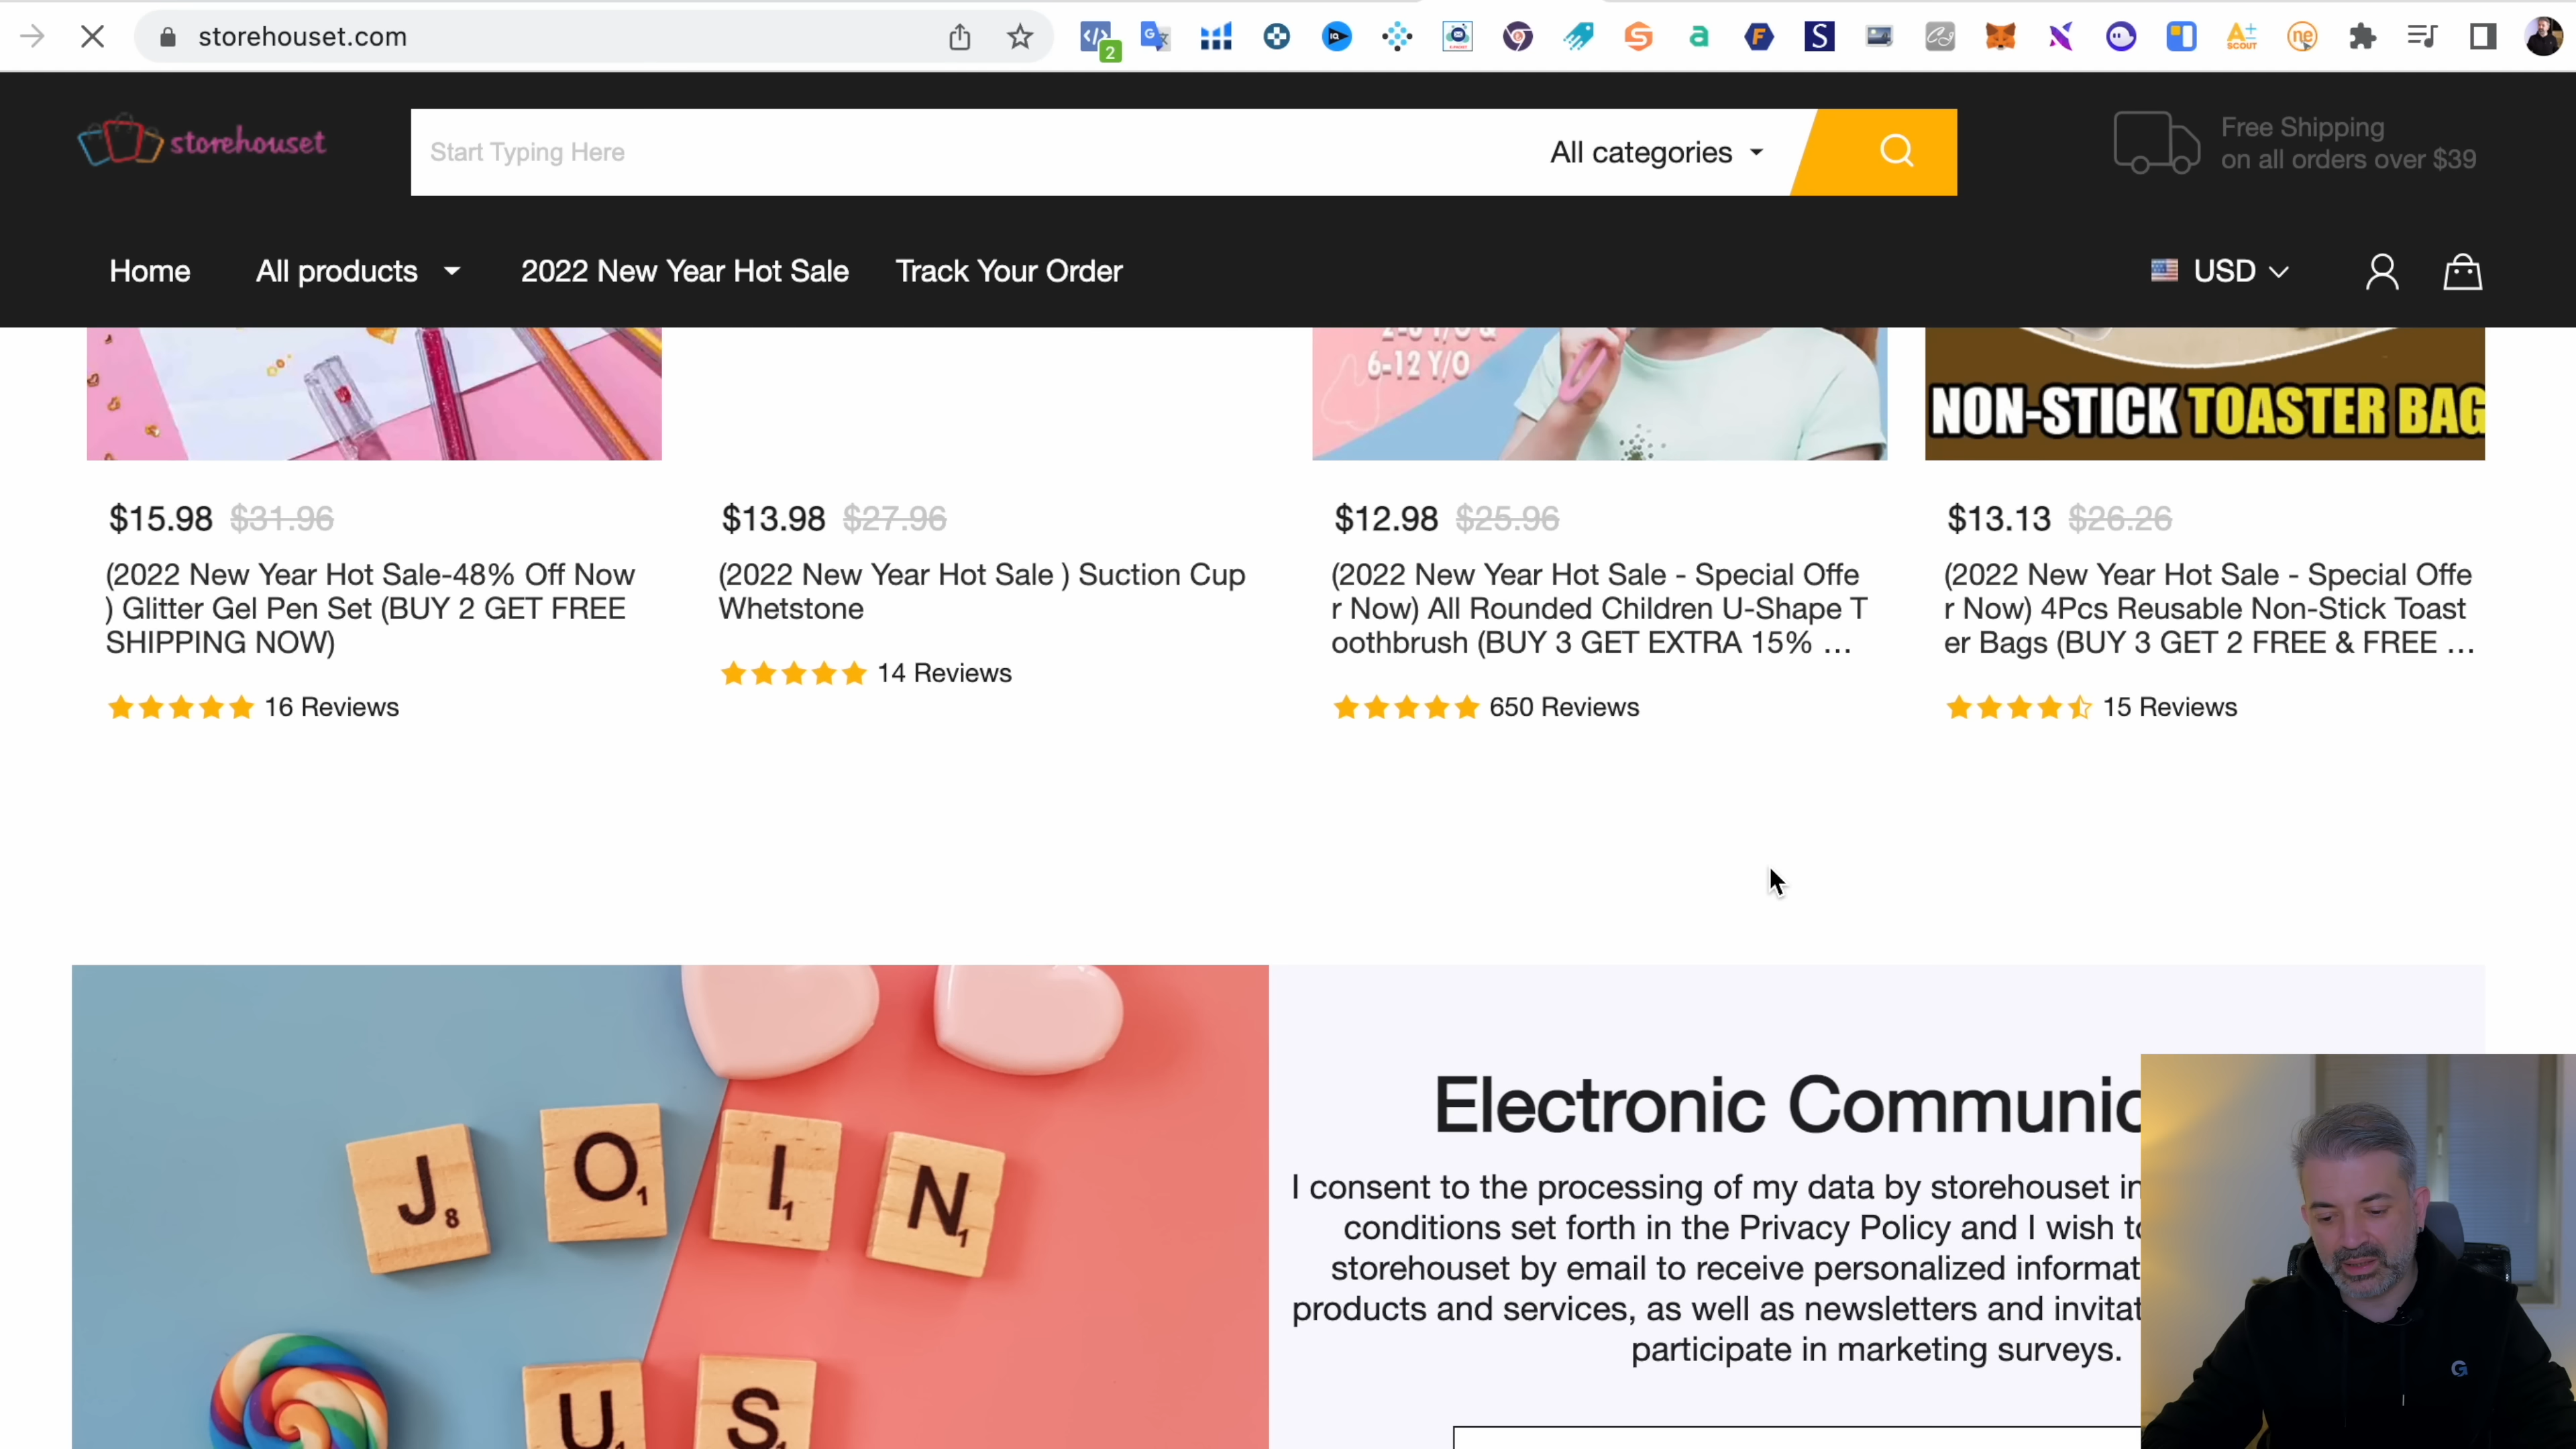 storehouset.com
2
storehouset
Start Typing Here
All categories
Free Shipping
on all orders over $39
Home
All products
2022 New Year Hot Sale
Track Your Order
USD
6-12 Y/O
NON-STICK TOASTER BAG
$15.98 $31.96
(2022 New Year Hot Sale-48% Off Now
) Glitter Gel Pen Set (BUY 2 GET FREE
SHIPPING NOW)
16 Reviews
$13.98 $27.96
(2022 New Year Hot Sale ) Suction Cup
Whetstone
14 Reviews
$12.98 $25.96
(2022 New Year Hot Sale - Special Offe
r Now) All Rounded Children U-Shape T
oothbrush (BUY 3 GET EXTRA 15% ...
650 Reviews
$13.13 $26.26
(2022 New Year Hot Sale - Special Offe
r Now) 4Pcs Reusable Non-Stick Toast
er Bags (BUY 3 GET 2 FREE & FREE ...
15 Reviews
J8 O1 I1 N1
U1 S1
Electronic Communic
I consent to the processing of my data by storehouset in
conditions set forth in the Privacy Policy and I wish to
storehouset by email to receive personalized informat
products and services, as well as newsletters and invitat
participate in marketing surveys.
G